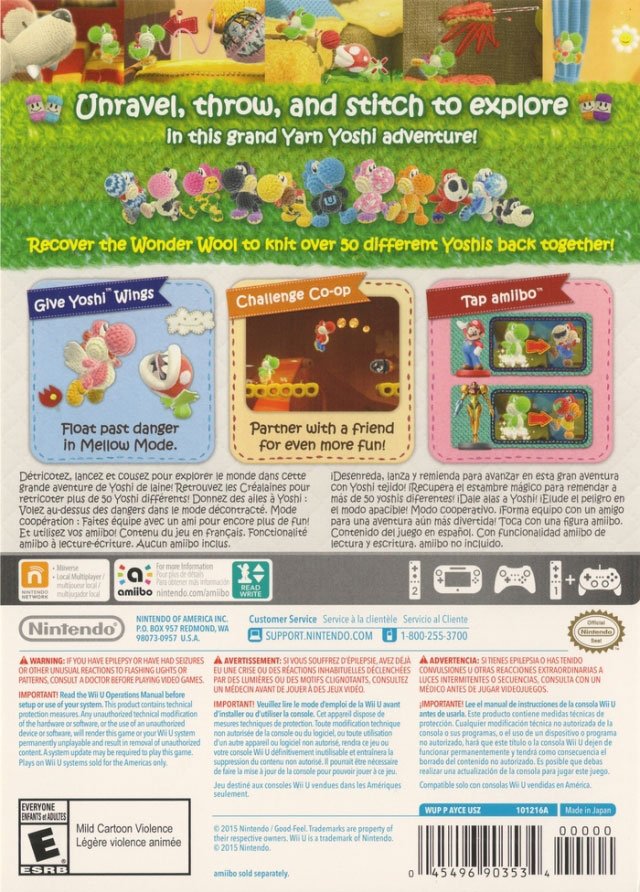 Unravel, throw, and stitch to explore
in this grand Yarn Yoshi adventure!
Recover the Wonder Wool to knit over 50 different Yoshis back together!
Give Yoshi™ Wings
Float past danger
in Mellow Mode.
Challenge Co-op
Partner with a friend
for even more fun!
Tap amiibo™
Détricotez, lancez et cousez pour explorer le monde dans cette
grande aventure de Yoshi de laine! Retrouvez les Créalaines pour
retricoter plus de 50 Yoshis différents! Donnez des ailes à Yoshi :
Volez au-dessus des dangers dans le mode décontracté. Mode
coopération : Faites équipe avec un ami pour encore plus de fun!
Et utilisez vos amiibo! Contenu du jeu en français. Fonctionalité
amiibo à lecture-écriture. Aucun amiibo inclus.
¡Desenreda, lanza y remienda para avanzar en esta gran aventura
con Yoshi tejido! ¡Recupera el estambre mágico para remendar a
más de 50 yoshis diferentes! ¡Dale alas a Yoshi! ¡Elude el peligro en
el modo apacible! Modo cooperativo. ¡Forma equipo con un amigo
para una aventura aún más divertida! Toca con una figura amiibo.
Contenido del juego en español. Con funcionalidad amiibo de
lectura y escritura. amiibo no incluido.
NINTENDO NETWORK
• Miiverse
• Local Multiplayer /
multijoueur local /
multijugador local
amiibo
For more Information
Pour plus de détails
Para obtener más información
nintendo.com/amiibo
READ WRITE
2
1
+
Nintendo
NINTENDO OF AMERICA INC.
P.O. BOX 957 REDMOND, WA
98073-0957 U.S.A.
Customer Service Service à la clientèle Servicio al Cliente
SUPPORT.NINTENDO.COM 1-800-255-3700
Official
Nintendo
Seal
WARNING: IF YOU HAVE EPILEPSY OR HAVE HAD SEIZURES
OR OTHER UNUSUAL REACTIONS TO FLASHING LIGHTS OR
PATTERNS, CONSULT A DOCTOR BEFORE PLAYING VIDEO GAMES.
IMPORTANT! Read the Wii U Operations Manual before
setup or use of your system. This product contains technical
protection measures. Any unauthorized technical modification
of the hardware or software, or the use of an unauthorized
device or software, will render this game or your Wii U system
permanently unplayable and result in removal of unauthorized
content. A system update may be required to play this game.
Plays on Wii U systems sold for the Americas only.
AVERTISSEMENT: SI VOUS SOUFFREZ D'ÉPILEPSIE, AVEZ DÉJÀ
EU UNE CRISE OU DES RÉACTIONS INHABITUELLES DÉCLENCHÉES
PAR DES LUMIÈRES OU DES MOTIFS CLIGNOTANTS, CONSULTEZ
UN MÉDECIN AVANT DE JOUER À DES JEUX VIDÉO.
IMPORTANT! Veuillez lire le mode d'emploi de la Wii U avant
d'installer ou d'utiliser la console. Cet appareil dispose de
mesures techniques de protection. Toute modification technique
non autorisée de la console ou du logiciel, ou toute utilisation
d'un autre appareil ou logiciel non autorisé, rendra ce jeu ou
votre console Wii U définitivement inutilisable et entraînera la
suppression du contenu non autorisé. Il pourrait être nécessaire
de faire la mise à jour de la console pour pouvoir jouer à ce jeu.
Jeu destiné aux consoles Wii U vendues dans les Amériques
seulement.
ADVERTENCIA: SI TIENES EPILEPSIA O HAS TENIDO
CONVULSIONES U OTRAS REACCIONES EXTRAORDINARIAS A
LUCES INTERMITENTES O SECUENCIAS, CONSULTA CON UN
MÉDICO ANTES DE JUGAR VIDEOJUEGOS.
¡IMPORTANTE! Lee el manual de instrucciones de la consola Wii U
antes de usarla. Este producto contiene medidas técnicas de
protección. Cualquier modificación técnica no autorizada de la
consola o sus programas, o el uso de un dispositivo o programa
no autorizado, hará que este título o la consola Wii U dejen de
funcionar permanentemente y tendrá como consecuencia el
borrado del contenido no autorizado. Es posible que debas
realizar una actualización de la consola para jugar este juego.
Compatible solo con consolas Wii U vendidas en América.
EVERYONE
ENFANTS et ADULTES
E
ESRB
Mild Cartoon Violence
Légère violence animée
© 2015 Nintendo / Good-Feel. Trademarks are property of
their respective owners. Wii U is a trademark of Nintendo.
© 2015 Nintendo.
amiibo sold separately.
WUP P AYCE USZ 101216A Made in Japan
00000
0 45496 90353 4